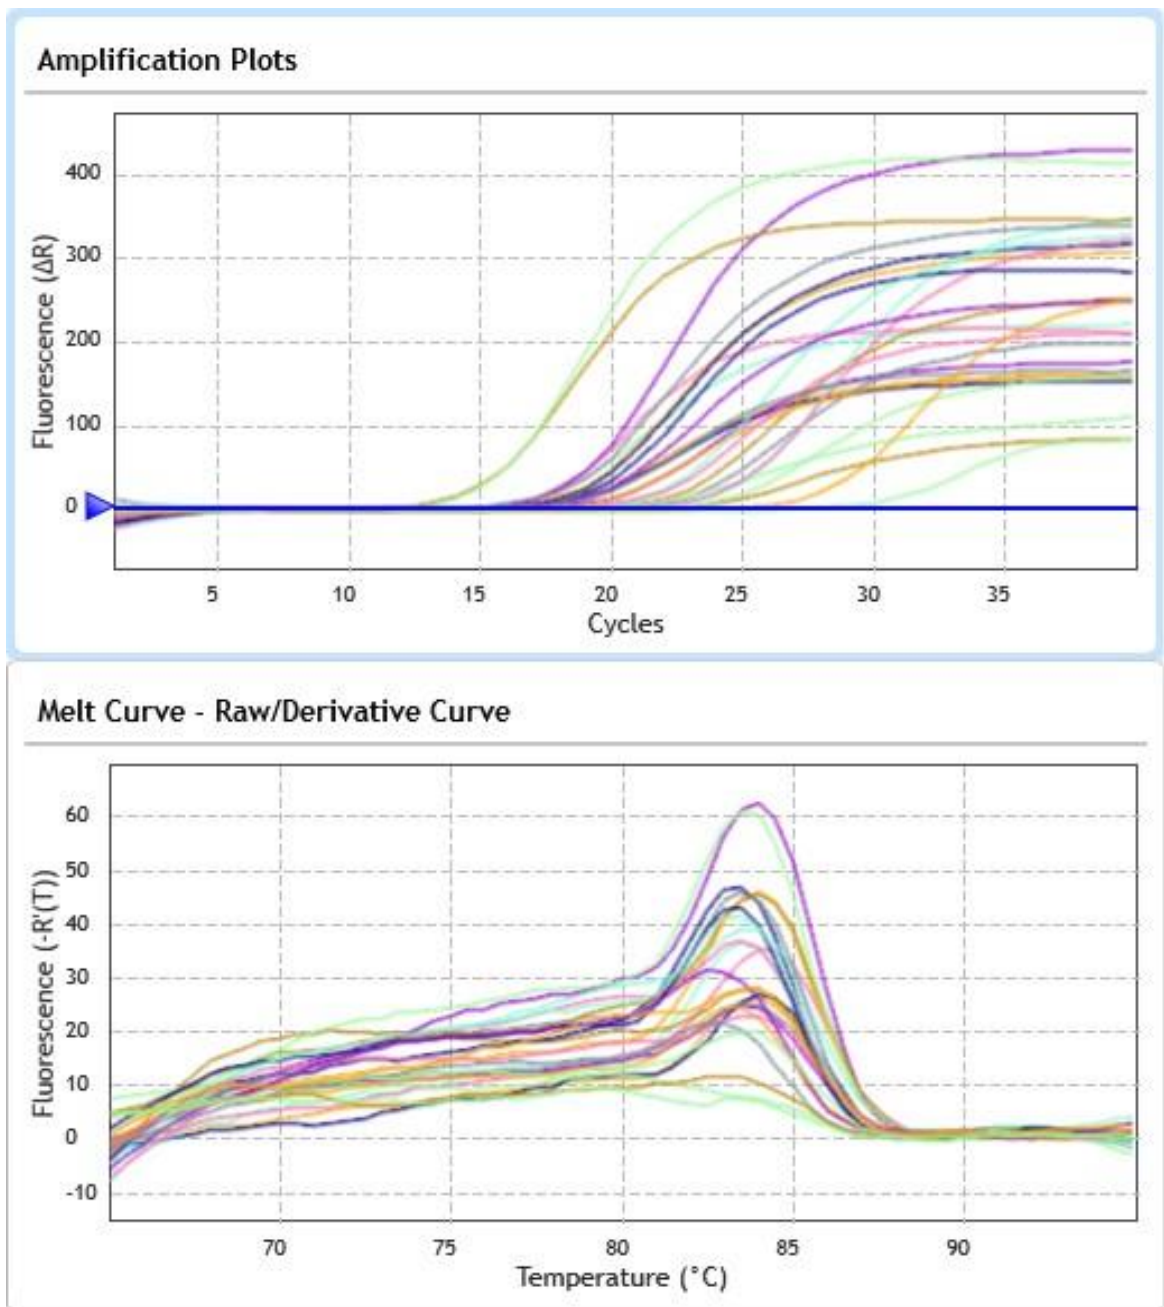 Amplification Plots
Fluorescence (ΔR)
400
300
200
100
0
5 10 15 20 25 30 35
Cycles
Melt Curve - Raw/Derivative Curve
Fluorescence (-R'(T))
60
50
40
30
20
10
0
-10
70 75 80 85 90
Temperature (°C)